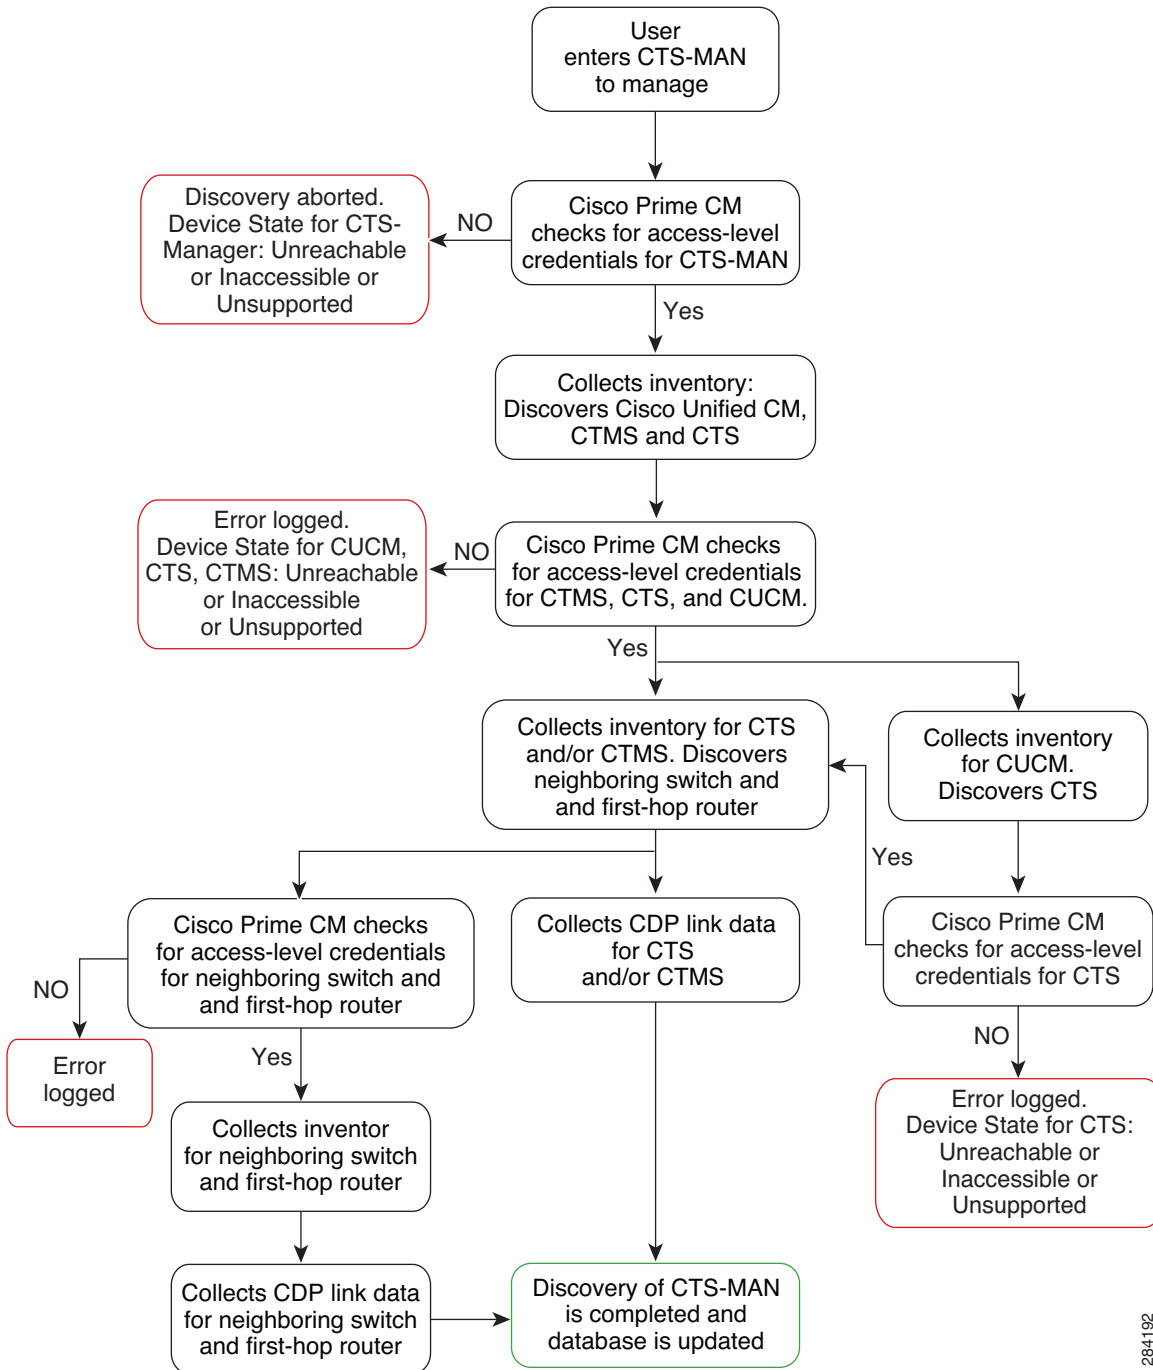 User
enters CTS-MAN
to manage
Discovery aborted.
Device State for CTS-
Manager: Unreachable
or Inaccessible or
Unsupported
NO
Cisco Prime CM
checks for access-level
credentials for CTS-MAN
Yes
Collects inventory:
Discovers Cisco Unified CM,
CTMS and CTS
Error logged.
Device State for CUCM,
CTS, CTMS: Unreachable
or Inaccessible
or Unsupported
NO
Cisco Prime CM checks
for access-level credentials
for CTMS, CTS, and CUCM.
Yes
Collects inventory for CTS
and/or CTMS. Discovers
neighboring switch and
and first-hop router
Collects inventory
for CUCM.
Discovers CTS
Yes
Cisco Prime CM checks
for access-level credentials
for neighboring switch and
and first-hop router
Collects CDP link data
for CTS
and/or CTMS
Cisco Prime CM
checks for access-level
credentials for CTS
NO
Error
logged
Yes
NO
Error logged.
Device State for CTS:
Unreachable or
Inaccessible or
Unsupported
Collects inventor
for neighboring switch
and first-hop router
Collects CDP link data
for neighboring switch
and first-hop router
Discovery of CTS-MAN
is completed and
database is updated
284192